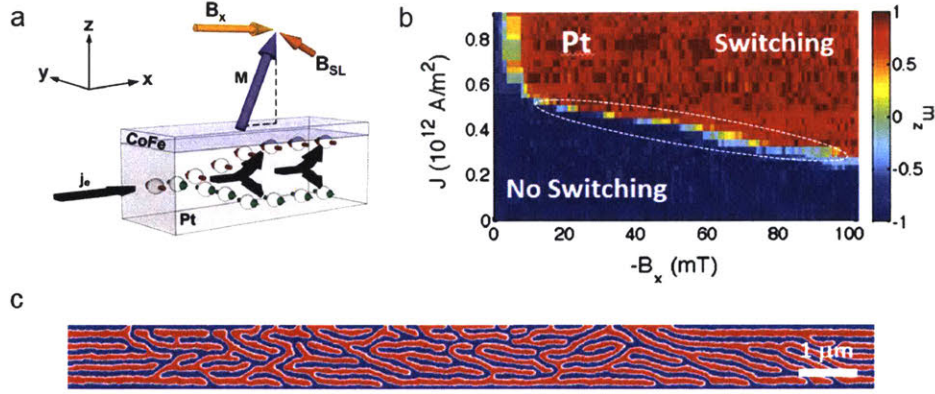 a
z
y
x
B_x
M
B_SL
CoFe
j_e
Pt
b
J (10^12 A/m^2)
0.8
0.6
0.4
0.2
0
Pt
Switching
No Switching
0
20
40
60
80
100
-B_x (mT)
1
0.5
0
-0.5
-1
m_z
c
1 μm